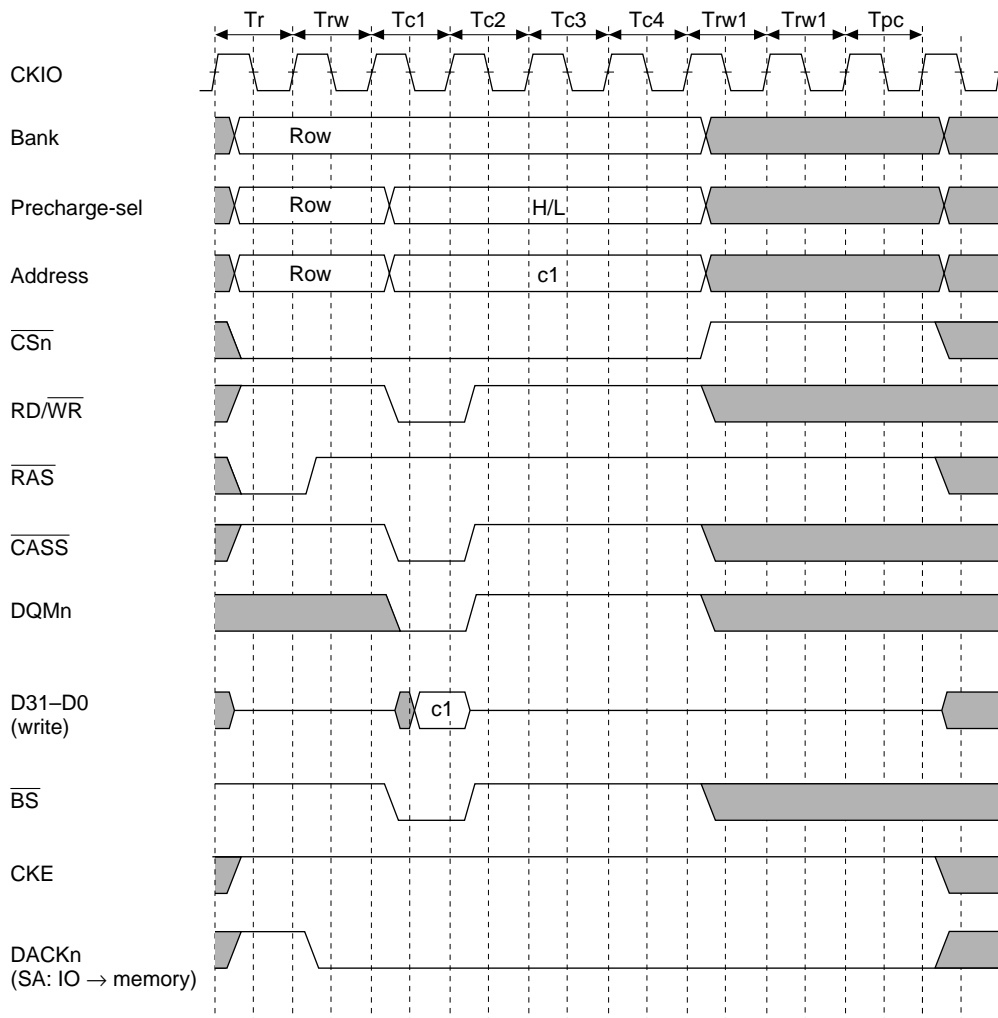 Tr Trw Tc1 Tc2 Tc3 Tc4 Trw1 Trw1 Tpc
CKIO
Bank Row
Precharge-sel Row H/L
Address Row c1
CSn
RD/WR
RAS
CASS
DQMn
D31–D0
(write) c1
BS
CKE
DACKn
(SA: IO → memory)